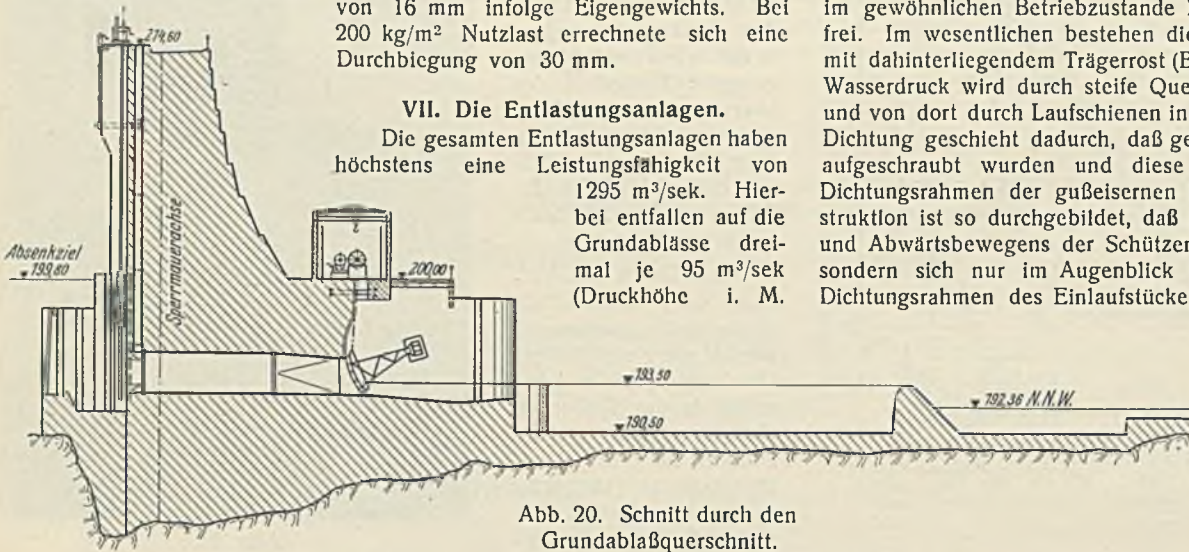 von 16 mm infolge Eigengewichts. Bei
200 kg/m² Nutzlast errechnete sich eine
Durchbiegung von 30 mm.
VII. Die Entlastungsanlagen.
Die gesamten Entlastungsanlagen haben
höchstens eine Leistungsfähigkeit von
1295 m³/sek. Hier-
bei entfallen auf die
Grundablässe drei-
mal je 95 m³/sek
(Druckhöhe i. M.
im gewöhnlichen Betriebzustande
frei. Im wesentlichen bestehen die
mit dahinterliegendem Trägerrost
Wasserdruck wird durch steife
und von dort durch Laufschienen in
Dichtung geschieht dadurch, daß
aufgeschraubt wurden und diese
Dichtungsrahmen der gußeisernen
struktion ist so durchgebildet, daß
und Abwärtsbewegens der Schützen
sondern sich nur im Augenblick
Dichtungsrahmen des Einlaufstücke
274,60
Absenkziel
199,80
Sperrmauerachse
200,00
193,50
190,50
192,36 N.N.W.
Abb. 20. Schnitt durch den
Grundablaßquerschnitt.